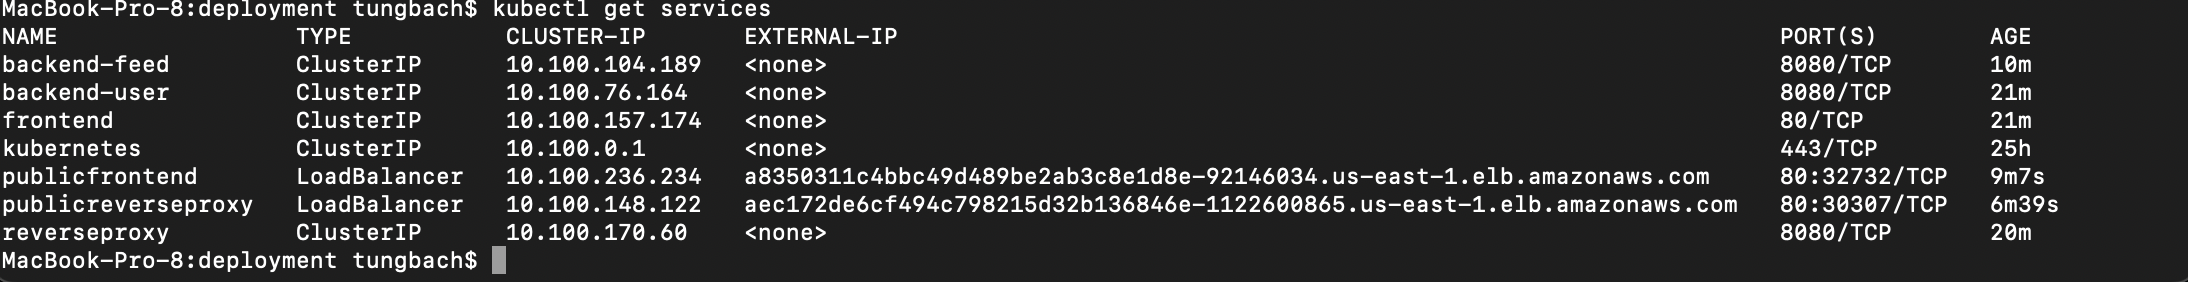 MacBook-Pro-8:deployment tungbach$ kubectl get services
NAME TYPE CLUSTER-IP EXTERNAL-IP PORT(S) AGE
backend-feed ClusterIP 10.100.104.189 <none> 8080/TCP 10m
backend-user ClusterIP 10.100.76.164 <none> 8080/TCP 21m
frontend ClusterIP 10.100.157.174 <none> 80/TCP 21m
kubernetes ClusterIP 10.100.0.1 <none> 443/TCP 25h
publicfrontend LoadBalancer 10.100.236.234 a8350311c4bbc49d489be2ab3c8e1d8e-92146034.us-east-1.elb.amazonaws.com 80:32732/TCP 9m7s
publicreverseproxy LoadBalancer 10.100.148.122 aec172de6cf494c798215d32b136846e-1122600865.us-east-1.elb.amazonaws.com 80:30307/TCP 6m39s
reverseproxy ClusterIP 10.100.170.60 <none> 8080/TCP 20m
MacBook-Pro-8:deployment tungbach$